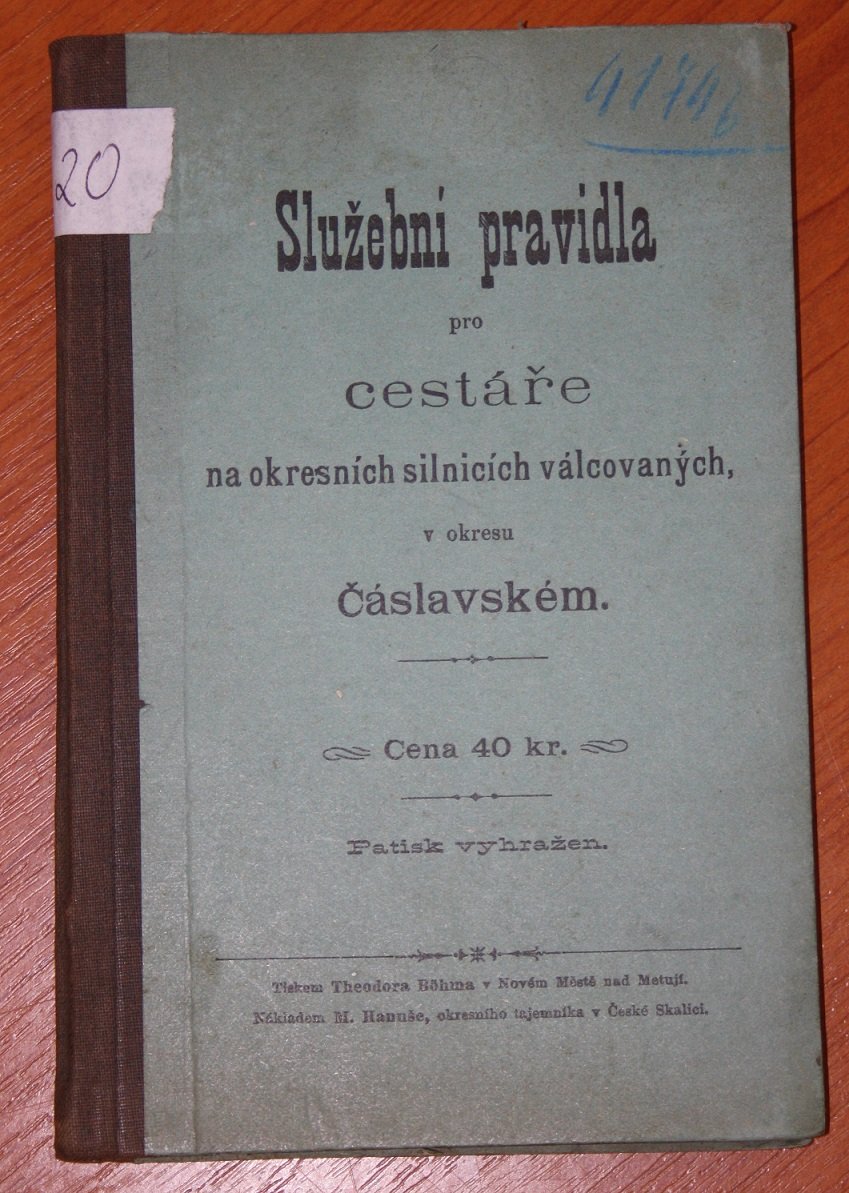 20
Služební pravidla
pro
cestáře
na okresních silnicích válcovaných,
v okresu
Čáslavském.
Cena 40 kr.
Patisk vyhražen.
Tiskem Theodora Böhma v Novém Městě nad Metují.
Nákladem M. Hanuše, okresního tajemníka v České Skalici.